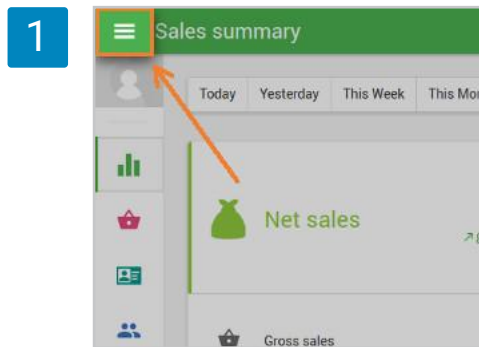 1
Sales summary
Today Yesterday This Week
Net sales
Gross sales